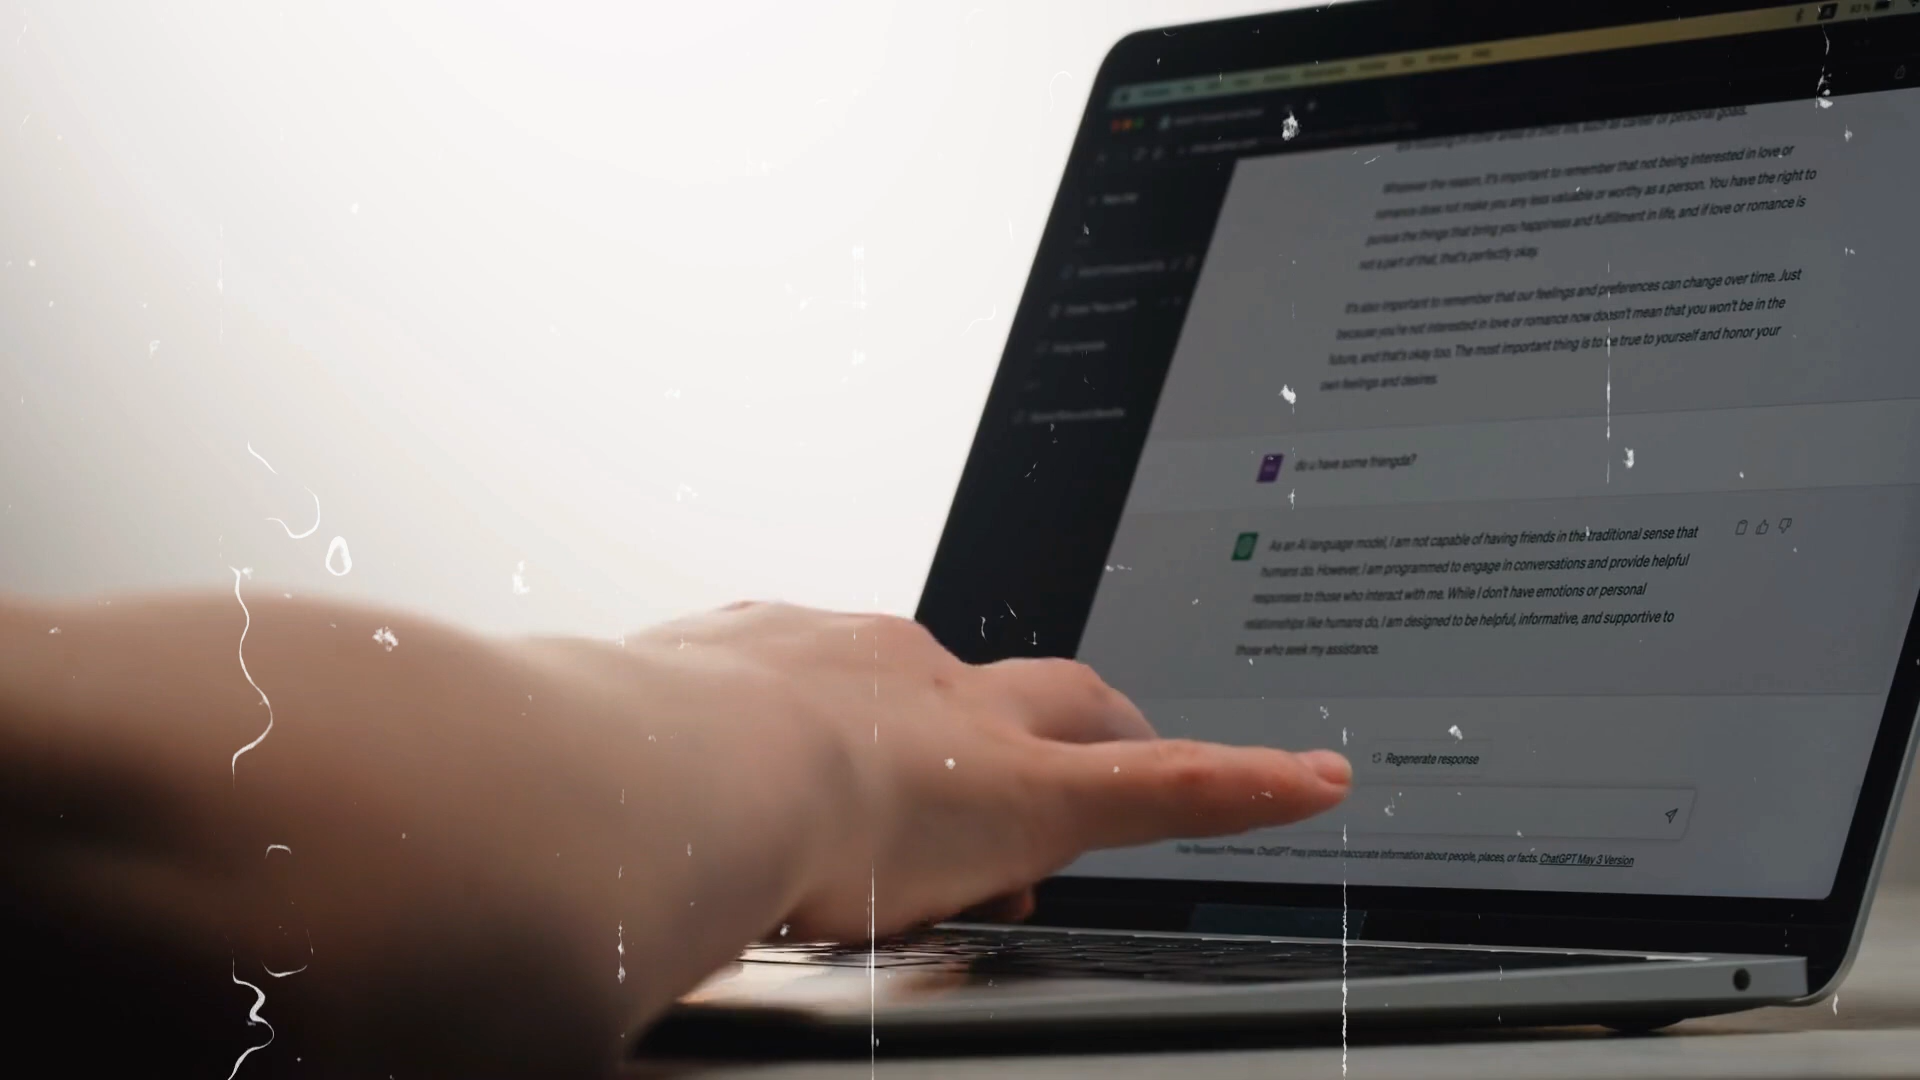 such as career or personal goals.
Whatever the reason, it's important to remember that not being interested in love or
romance does not make you any less valuable or worthy as a person. You have the right to
pursue the things that bring you happiness and fulfillment in life, and if love or romance is
not a part of that, that's perfectly okay.
It's also important to remember that our feelings and preferences can change over time. Just
because you're not interested in love or romance now doesn't mean that you won't be in the
future, and that's okay too. The most important thing is to be true to yourself and honor your
own feelings and desires.
do u have some friengda?
As an AI language model, I am not capable of having friends in the traditional sense that
humans do. However, I am programmed to engage in conversations and provide helpful
responses to those who interact with me. While I don't have emotions or personal
relationships like humans do, I am designed to be helpful, informative, and supportive to
those who seek my assistance.
Regenerate response
Free Research Preview. ChatGPT may produce inaccurate information about people, places, or facts. ChatGPT May 3 Version